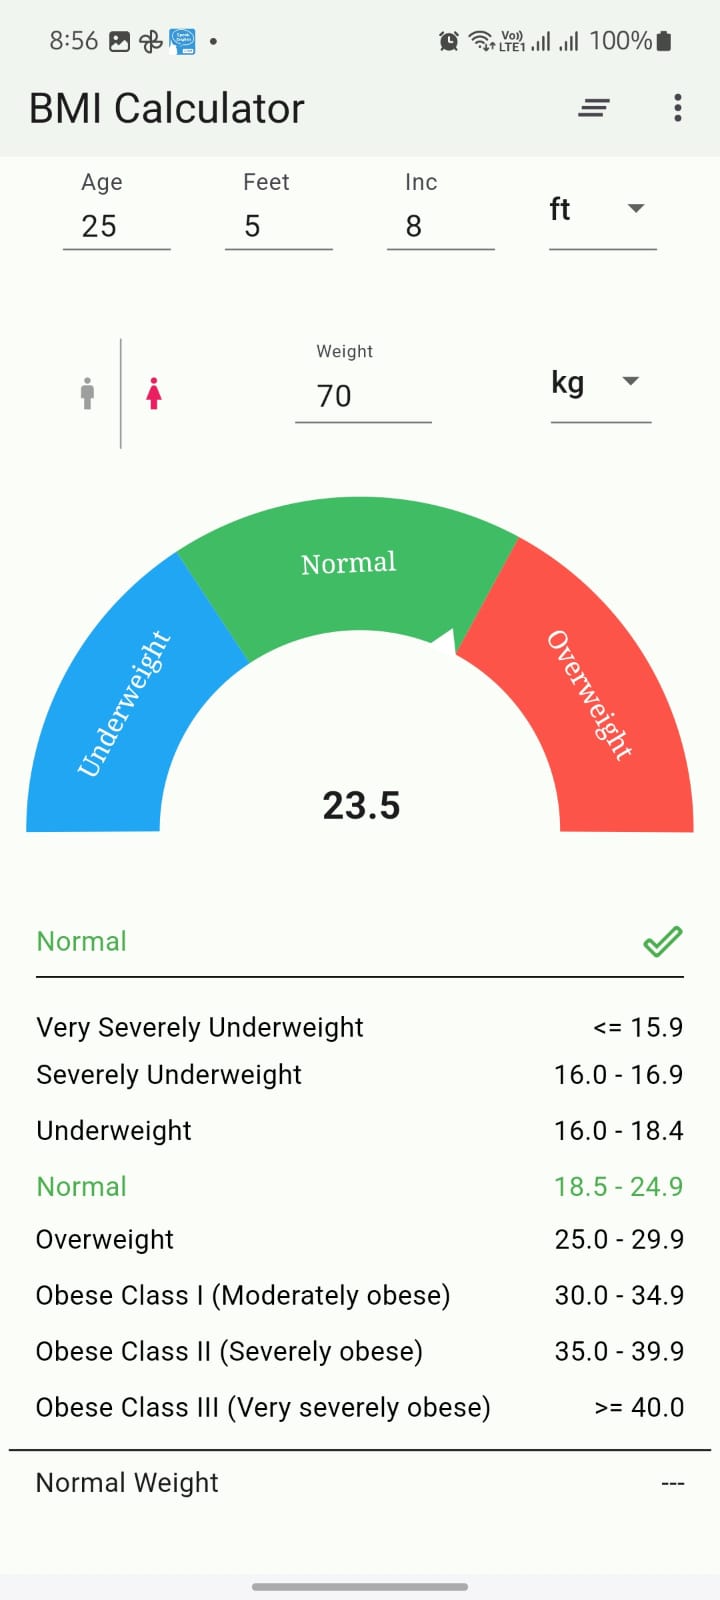 8:56 100%
Vo)) LTE1
BMI Calculator
Age Feet Inc
25 5 8 ft
Weight
70 kg
Normal
Underweight
Overweight
23.5
Normal
Very Severely Underweight <= 15.9
Severely Underweight 16.0 - 16.9
Underweight 16.0 - 18.4
Normal 18.5 - 24.9
Overweight 25.0 - 29.9
Obese Class I (Moderately obese) 30.0 - 34.9
Obese Class II (Severely obese) 35.0 - 39.9
Obese Class III (Very severely obese) >= 40.0
Normal Weight ---